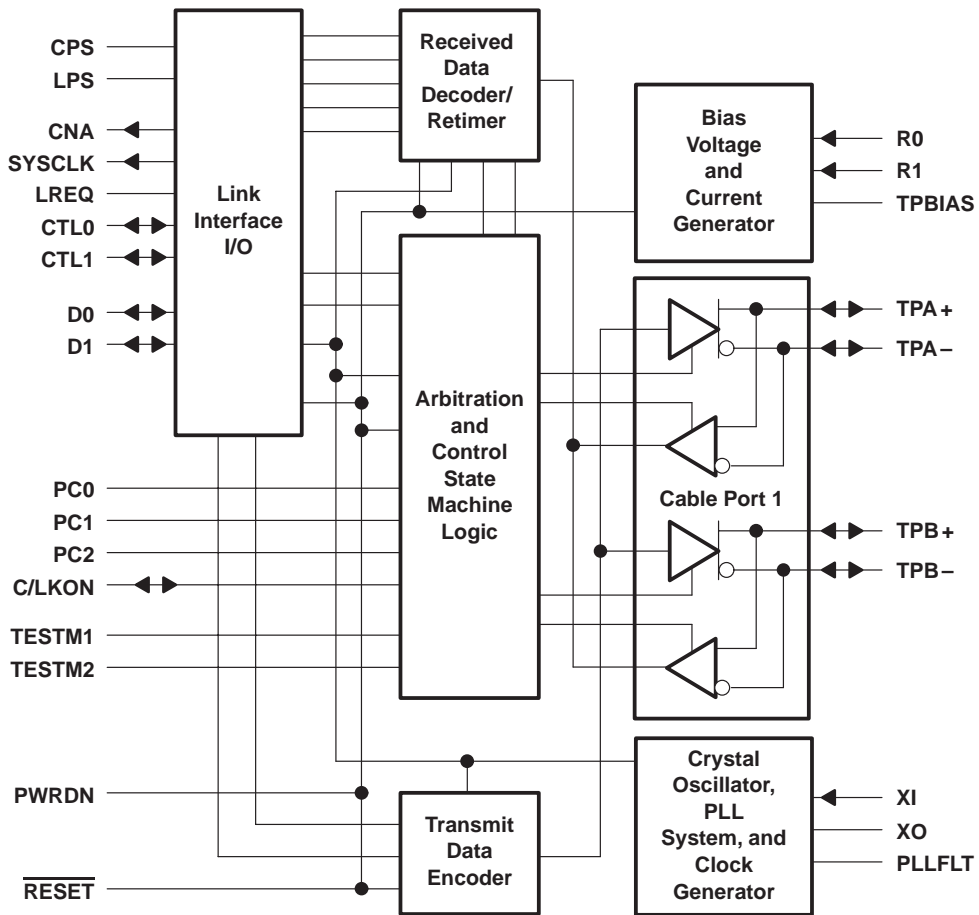 CPS
LPS
CNA
SYSCLK
LREQ
CTL0
CTL1
D0
D1
PC0
PC1
PC2
C/LKON
TESTM1
TESTM2
PWRDN
RESET
Link
Interface
I/O
Received
Data
Decoder/
Retimer
Arbitration
and
Control
State
Machine
Logic
Transmit
Data
Encoder
Bias
Voltage
and
Current
Generator
Cable Port 1
Crystal
Oscillator,
PLL
System, and
Clock
Generator
R0
R1
TPBIAS
TPA+
TPA−
TPB+
TPB−
XI
XO
PLLFLT